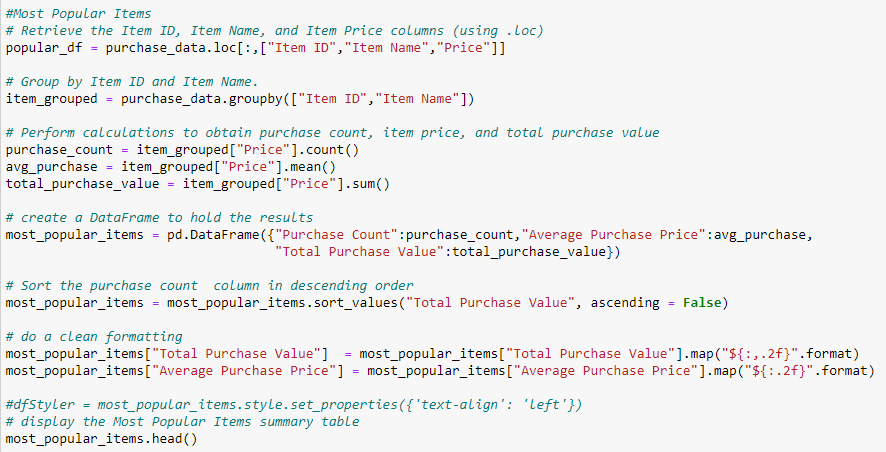 #Most Popular Items
# Retrieve the Item ID, Item Name, and Item Price columns (using .loc)
popular_df = purchase_data.loc[:,["Item ID","Item Name","Price"]]
# Group by Item ID and Item Name.
item_grouped = purchase_data.groupby(["Item ID","Item Name"])
# Perform calculations to obtain purchase count, item price, and total purchase value
purchase_count = item_grouped["Price"].count()
avg_purchase = item_grouped["Price"].mean()
total_purchase_value = item_grouped["Price"].sum()
# create a DataFrame to hold the results
most_popular_items = pd.DataFrame({"Purchase Count":purchase_count,"Average Purchase Price":avg_purchase,
"Total Purchase Value":total_purchase_value})
# Sort the purchase count  column in descending order
most_popular_items = most_popular_items.sort_values("Total Purchase Value", ascending = False)
# do a clean formatting
most_popular_items["Total Purchase Value"]  = most_popular_items["Total Purchase Value"].map("${:,.2f}".format)
most_popular_items["Average Purchase Price"] = most_popular_items["Average Purchase Price"].map("${:.2f}".format)
#dfStyler = most_popular_items.style.set_properties({'text-align': 'left'})
# display the Most Popular Items summary table
most_popular_items.head()